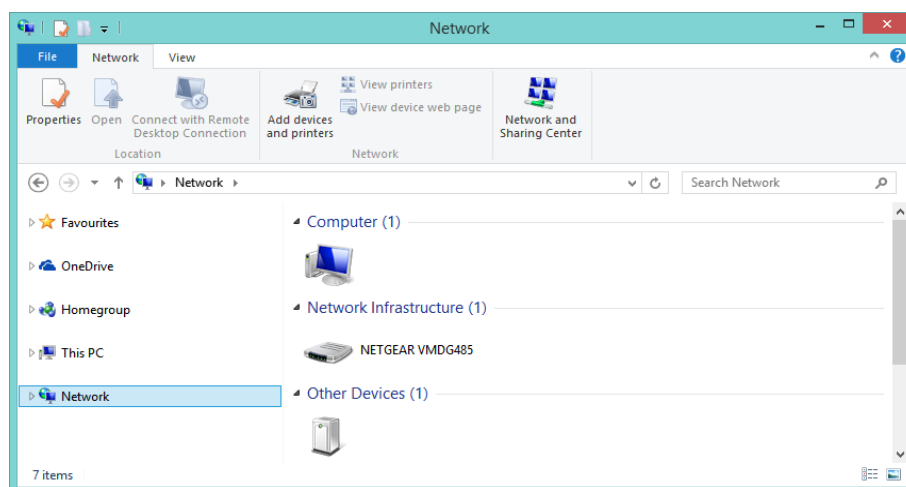 Network
File Network View
Properties
Open
Connect with Remote
Desktop Connection
Location
Add devices
and printers
View printers
View device web page
Network
Network and
Sharing Center
Network
Search Network
Favourites
OneDrive
Homegroup
This PC
Network
Computer (1)
Network Infrastructure (1)
NETGEAR VMDG485
Other Devices (1)
7 items